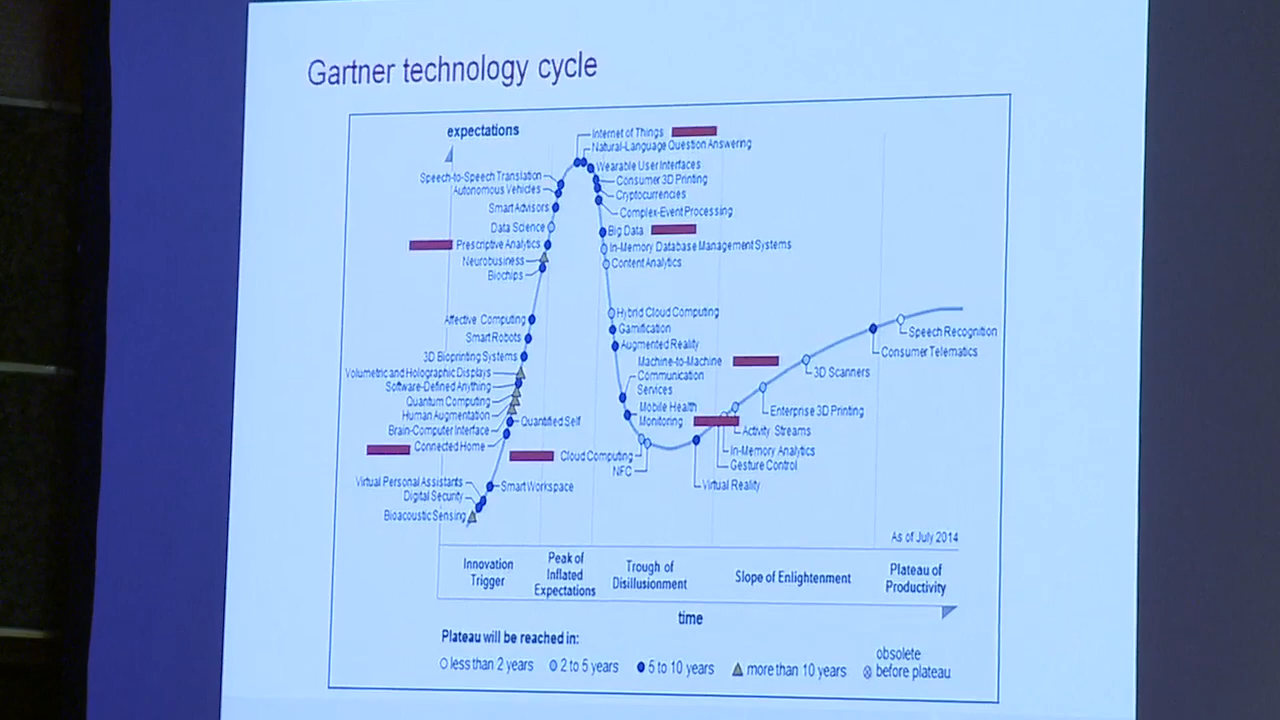 Gartner technology cycle
expectations
Internet of Things
Natural-Language Question Answering
Wearable User Interfaces
Speech-to-Speech Translation
Consumer 3D Printing
Autonomous Vehicles
Cryptocurrencies
Smart Advisors
Complex-Event Processing
Data Science
Big Data
Prescriptive Analytics
In-Memory Database Management Systems
Neurobusiness
Content Analytics
Biochips
Hybrid Cloud Computing
Affective Computing
Gamification
Smart Robots
Augmented Reality
3D Bioprinting Systems
Machine-to-Machine
Communication
Services
Volumetric and Holographic Displays
Software-Defined Anything
Quantum Computing
Human Augmentation
Brain-Computer Interface
Connected Home
Quantified Self
Mobile Health
Monitoring
Cloud Computing
NFC
Speech Recognition
Consumer Telematics
3D Scanners
Enterprise 3D Printing
Activity Streams
In-Memory Analytics
Gesture Control
Virtual Reality
Virtual Personal Assistants
Smart Workspace
Digital Security
Bioacoustic Sensing
As of July 2014
Innovation
Trigger
Peak of
Inflated
Expectations
Trough of
Disillusionment
Slope of Enlightenment
Plateau of
Productivity
time
Plateau will be reached in:
less than 2 years
2 to 5 years
5 to 10 years
more than 10 years
obsolete
before plateau